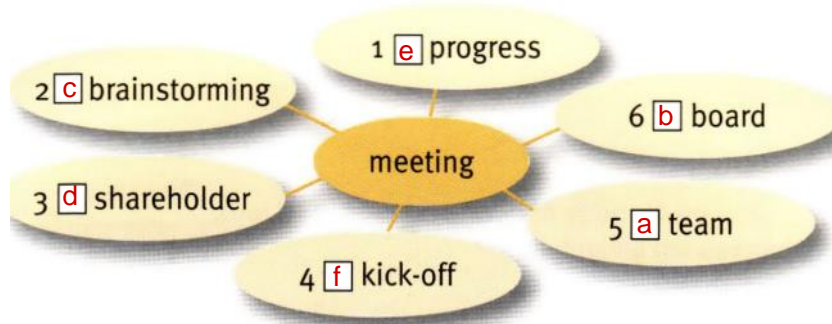 1 e progress
2 c brainstorming
6 b board
meeting
3 d shareholder
5 a team
4 f kick-off